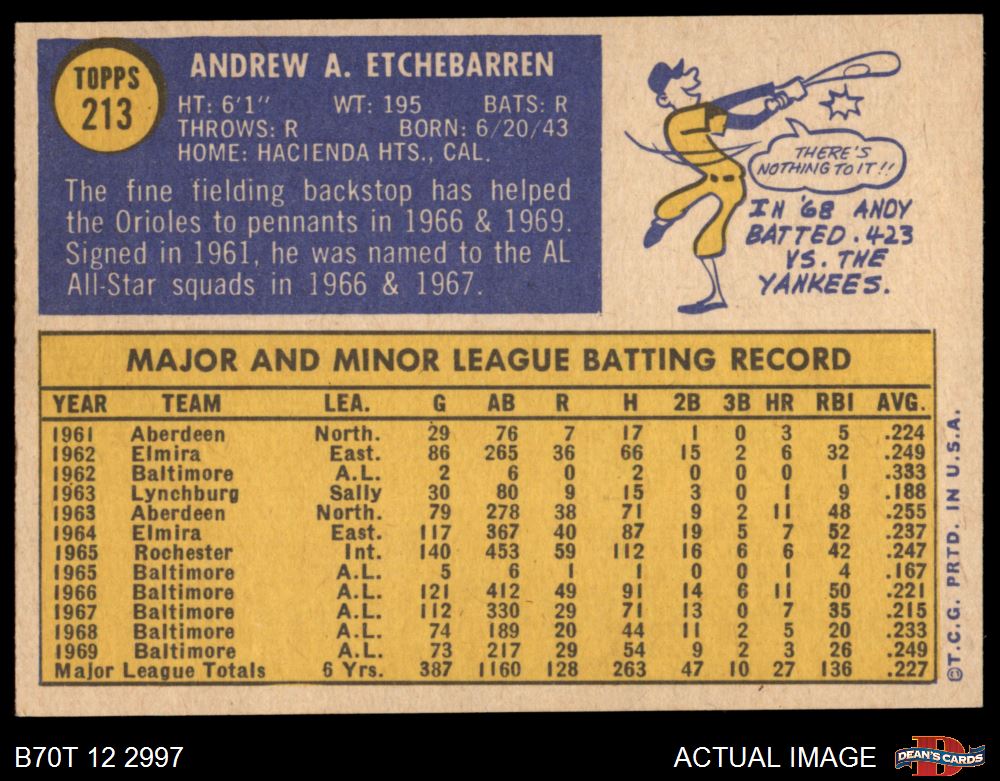 TOPPS
213
ANDREW A. ETCHEBARREN
HT: 6'1" WT: 195 BATS: R
THROWS: R BORN: 6/20/43
HOME: HACIENDA HTS., CAL.
The fine fielding backstop has helped
the Orioles to pennants in 1966 & 1969.
Signed in 1961, he was named to the AL
All-Star squads in 1966 & 1967.
THERE'S
NOTHING TO IT!!
IN '68 ANDY
BATTED .423
VS. THE
YANKEES.
MAJOR AND MINOR LEAGUE BATTING RECORD
YEAR TEAM LEA. G AB R H 2B 3B HR RBI AVG.
1961 Aberdeen North. 29 76 7 17 1 0 3 5 .224
1962 Elmira East. 86 265 36 66 15 2 6 32 .249
1962 Baltimore A.L. 2 6 0 2 0 0 0 1 .333
1963 Lynchburg Sally 30 80 9 15 3 0 1 9 .188
1963 Aberdeen North. 79 278 38 71 9 2 11 48 .255
1964 Elmira East. 117 367 40 87 19 5 7 52 .237
1965 Rochester Int. 140 453 59 112 16 6 6 42 .247
1965 Baltimore A.L. 5 6 1 1 0 0 1 4 .167
1966 Baltimore A.L. 121 412 49 91 14 6 11 50 .221
1967 Baltimore A.L. 112 330 29 71 13 0 7 35 .215
1968 Baltimore A.L. 74 189 20 44 11 2 5 20 .233
1969 Baltimore A.L. 73 217 29 54 9 2 3 26 .249
Major League Totals 6 Yrs. 387 1160 128 263 47 10 27 136 .227
©T.C.G. PRTD. IN U.S.A.
B70T 12 2997
ACTUAL IMAGE
D
DEAN'S CARDS